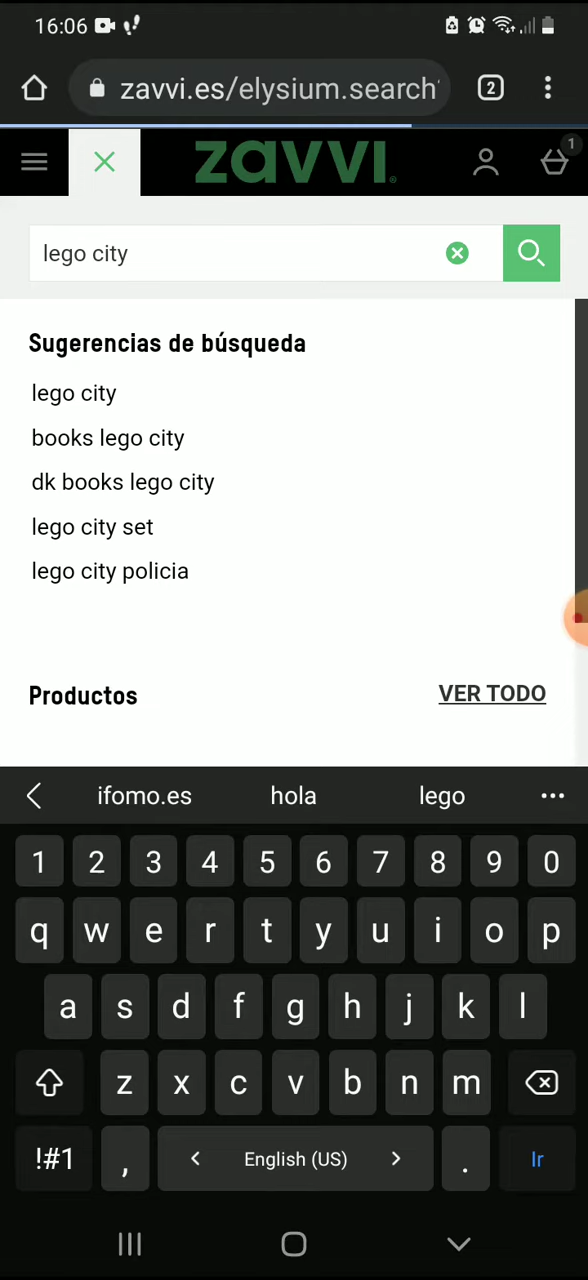 16:06
zavvi.es/elysium.search
2
zavvi
1
lego city
Sugerencias de búsqueda
lego city
books lego city
dk books lego city
lego city set
lego city policia
Productos VER TODO
ifomo.es hola lego
1 2 3 4 5 6 7 8 9 0
q w e r t y u i o p
a s d f g h j k l
z x c v b n m
!#1 , English (US) . Ir